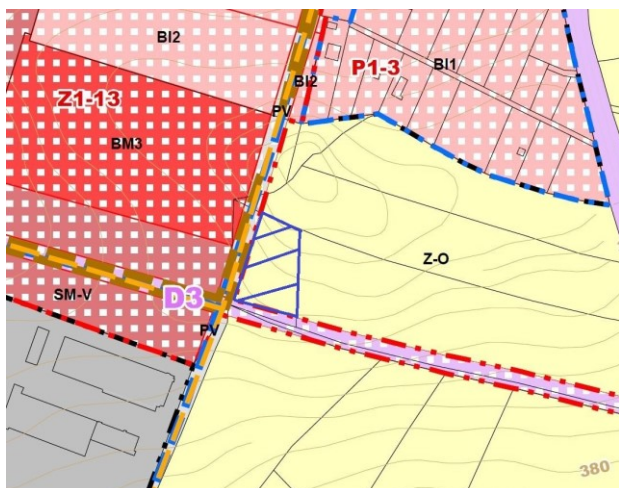 BI2
P1-3
BI1
BI2
Z1-13
PV
BM3
Z-O
SM-V
D3
PV
380